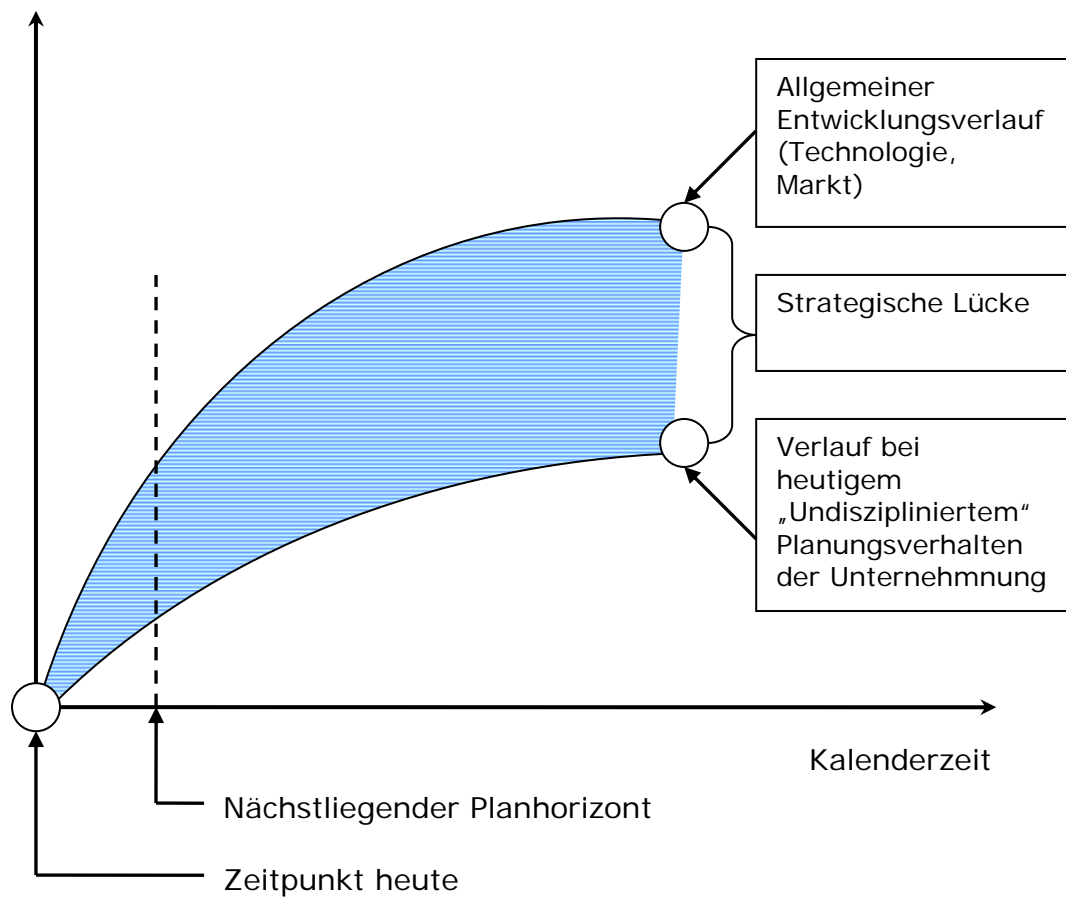 Allgemeiner
Entwicklungsverlauf
(Technologie,
Markt)
Strategische Lücke
Verlauf bei
heutigem
„Undiszipliniertem“
Planungsverhalten
der Unternehmnung
Kalenderzeit
Nächstliegender Planhorizont
Zeitpunkt heute